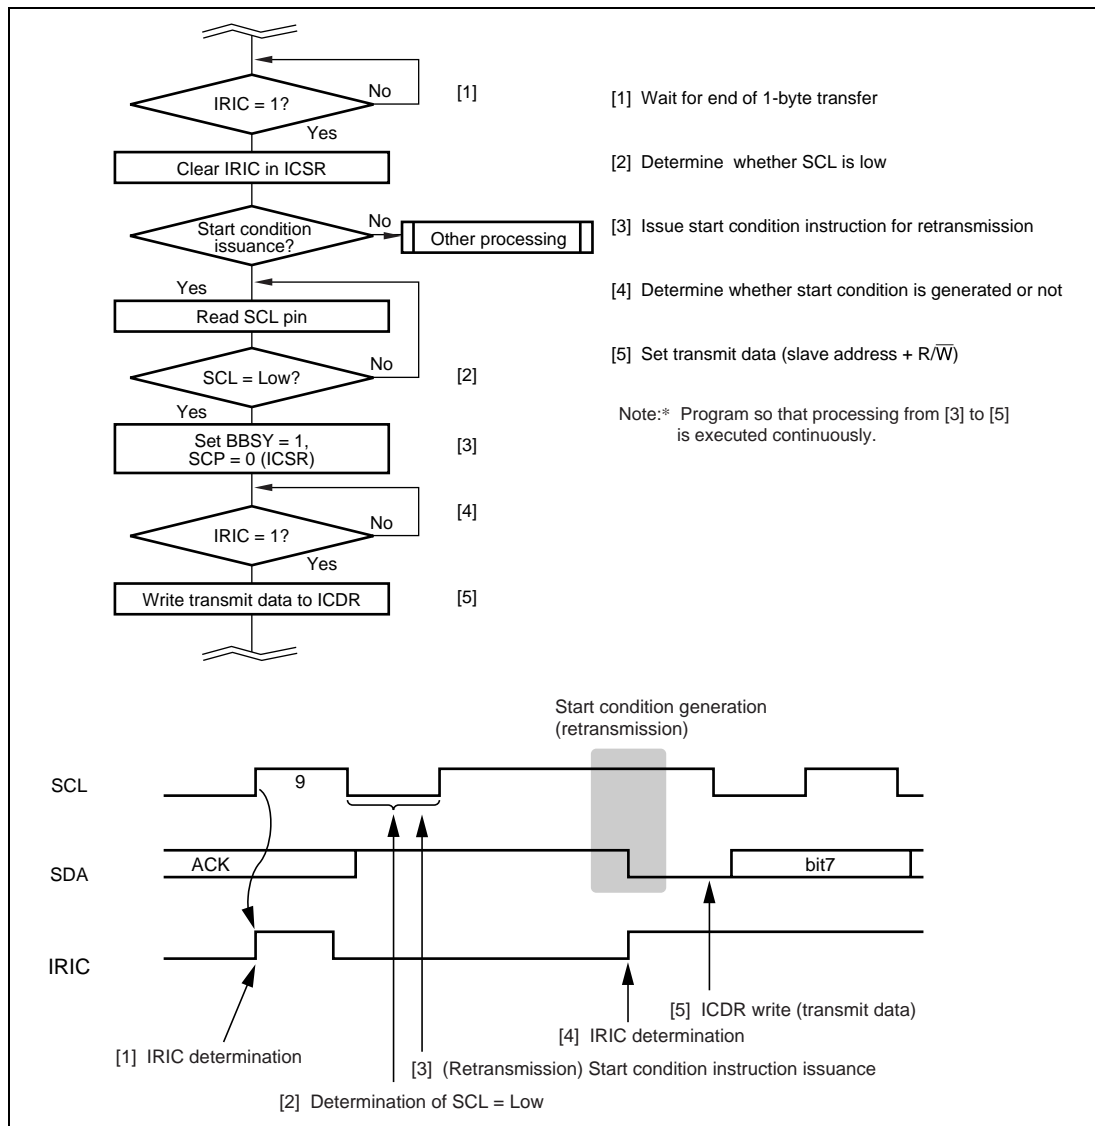 IRIC = 1?
No
Yes
[1]
Clear IRIC in ICSR
Start condition
issuance?
No
Other processing
Yes
Read SCL pin
SCL = Low?
No
[2]
Yes
Set BBSY = 1,
SCP = 0 (ICSR)
[3]
IRIC = 1?
No
[4]
Yes
Write transmit data to ICDR
[5]
[1] Wait for end of 1-byte transfer
[2] Determine whether SCL is low
[3] Issue start condition instruction for retransmission
[4] Determine whether start condition is generated or not
[5] Set transmit data (slave address + R/W̅)
Note:* Program so that processing from [3] to [5]
is executed continuously.
Start condition generation
(retransmission)
SCL
9
SDA
ACK
bit7
IRIC
[5] ICDR write (transmit data)
[4] IRIC determination
[1] IRIC determination
[3] (Retransmission) Start condition instruction issuance
[2] Determination of SCL = Low